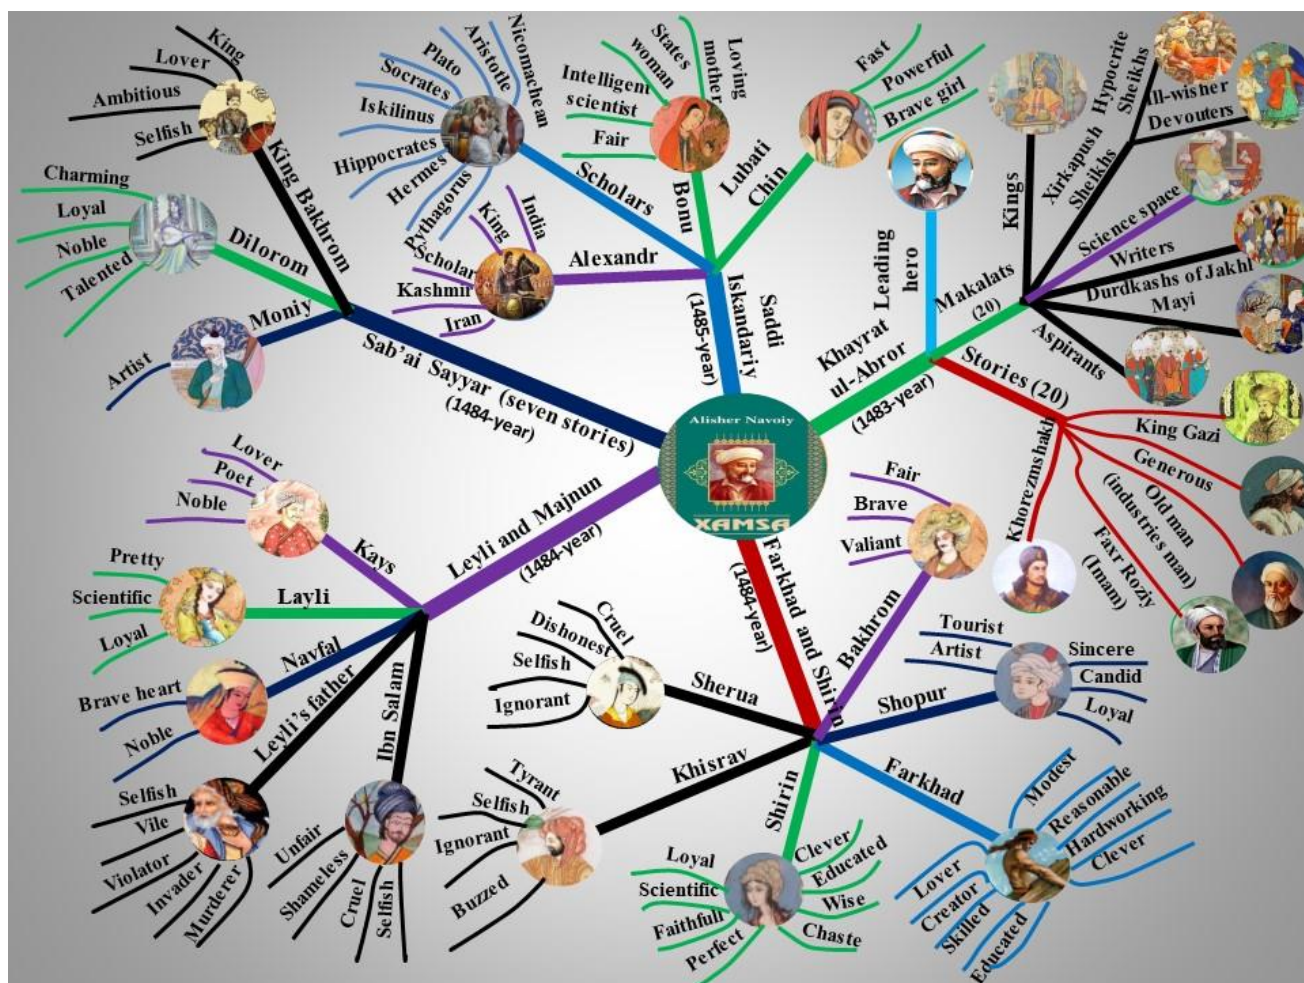 Alisher Navoiy
XAMSA
Sab'ai Sayyar (seven stories)
(1484-year)
King Bakhrom
King
Lover
Ambitious
Selfish
Dilorom
Charming
Loyal
Noble
Talented
Moniy
Artist
Saddi
Iskandariy
(1485-year)
Scholars
Nicomachean
Aristotle
Plato
Socrates
Iskilinus
Hippocrates
Hermes
Pythagorus
Alexandr
India
King
Scholar
Kashmir
Iran
Bonu
Loving
mother
States
woman
Intelligent
scientist
Fair
Lubati
Chin
Fast
Powerful
Brave girl
Khayrat
ul-Abror
(1483-year)
Leading
hero
Makalats
(20)
Kings
Xirkapush
Sheikhs
Hypocrite
Sheikhs
Ill-wisher
Devouters
Science space
Writers
Durdkashs of Jakhl
Mayi
Aspirants
Stories (20)
King Gazi
Generous
Old man
(industries man)
Faxr Roziy
(Imam)
Khorezmshakh
Leyli and Majnun
(1484-year)
Kays
Lover
Poet
Noble
Layli
Pretty
Scientific
Loyal
Navfal
Brave heart
Noble
Leyli's father
Selfish
Vile
Violator
Invader
Murderer
Ibn Salam
Unfair
Shameless
Cruel
Selfish
Farkhad and Shirin
(1484-year)
Bakhrom
Fair
Brave
Valiant
Shopur
Tourist
Artist
Sincere
Candid
Loyal
Farkhad
Modest
Reasonable
Hardworking
Clever
Lover
Creator
Skilled
Educated
Shirin
Clever
Educated
Wise
Chaste
Loyal
Scientific
Faithfull
Perfect
Khisrav
Tyrant
Selfish
Ignorant
Buzzed
Sherua
Cruel
Dishonest
Selfish
Ignorant